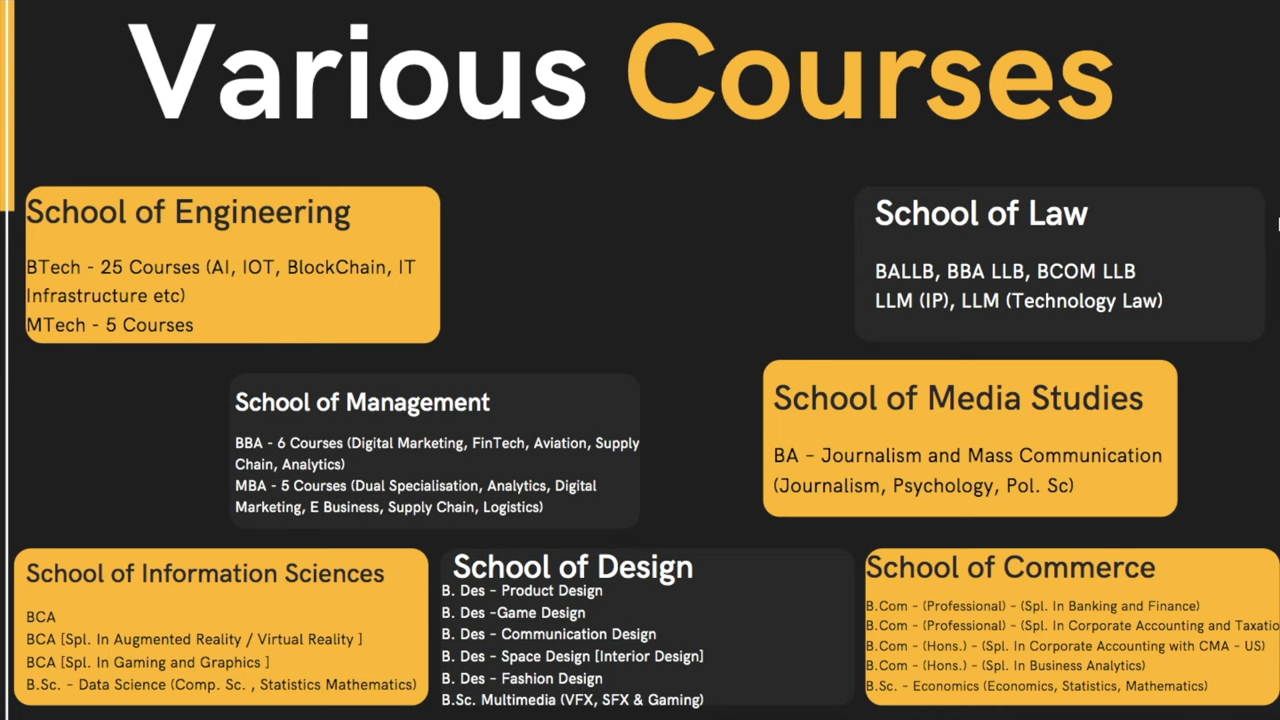 Various Courses
School of Engineering
BTech - 25 Courses (AI, IOT, BlockChain, IT
Infrastructure etc)
MTech - 5 Courses
School of Law
BALLB, BBA LLB, BCOM LLB
LLM (IP), LLM (Technology Law)
School of Management
BBA - 6 Courses (Digital Marketing, FinTech, Aviation, Supply
Chain, Analytics)
MBA - 5 Courses (Dual Specialisation, Analytics, Digital
Marketing, E Business, Supply Chain, Logistics)
School of Media Studies
BA - Journalism and Mass Communication
(Journalism, Psychology, Pol. Sc)
School of Information Sciences
BCA
BCA [Spl. In Augmented Reality / Virtual Reality ]
BCA [Spl. In Gaming and Graphics ]
B.Sc. - Data Science (Comp. Sc. , Statistics Mathematics)
School of Design
B. Des - Product Design
B. Des -Game Design
B. Des - Communication Design
B. Des - Space Design [Interior Design]
B. Des - Fashion Design
B.Sc. Multimedia (VFX, SFX & Gaming)
School of Commerce
B.Com - (Professional) - (Spl. In Banking and Finance)
B.Com - (Professional) - (Spl. In Corporate Accounting and Taxatio
B.Com - (Hons.) - (Spl. In Corporate Accounting with CMA - US)
B.Com - (Hons.) - (Spl. In Business Analytics)
B.Sc. - Economics (Economics, Statistics, Mathematics)